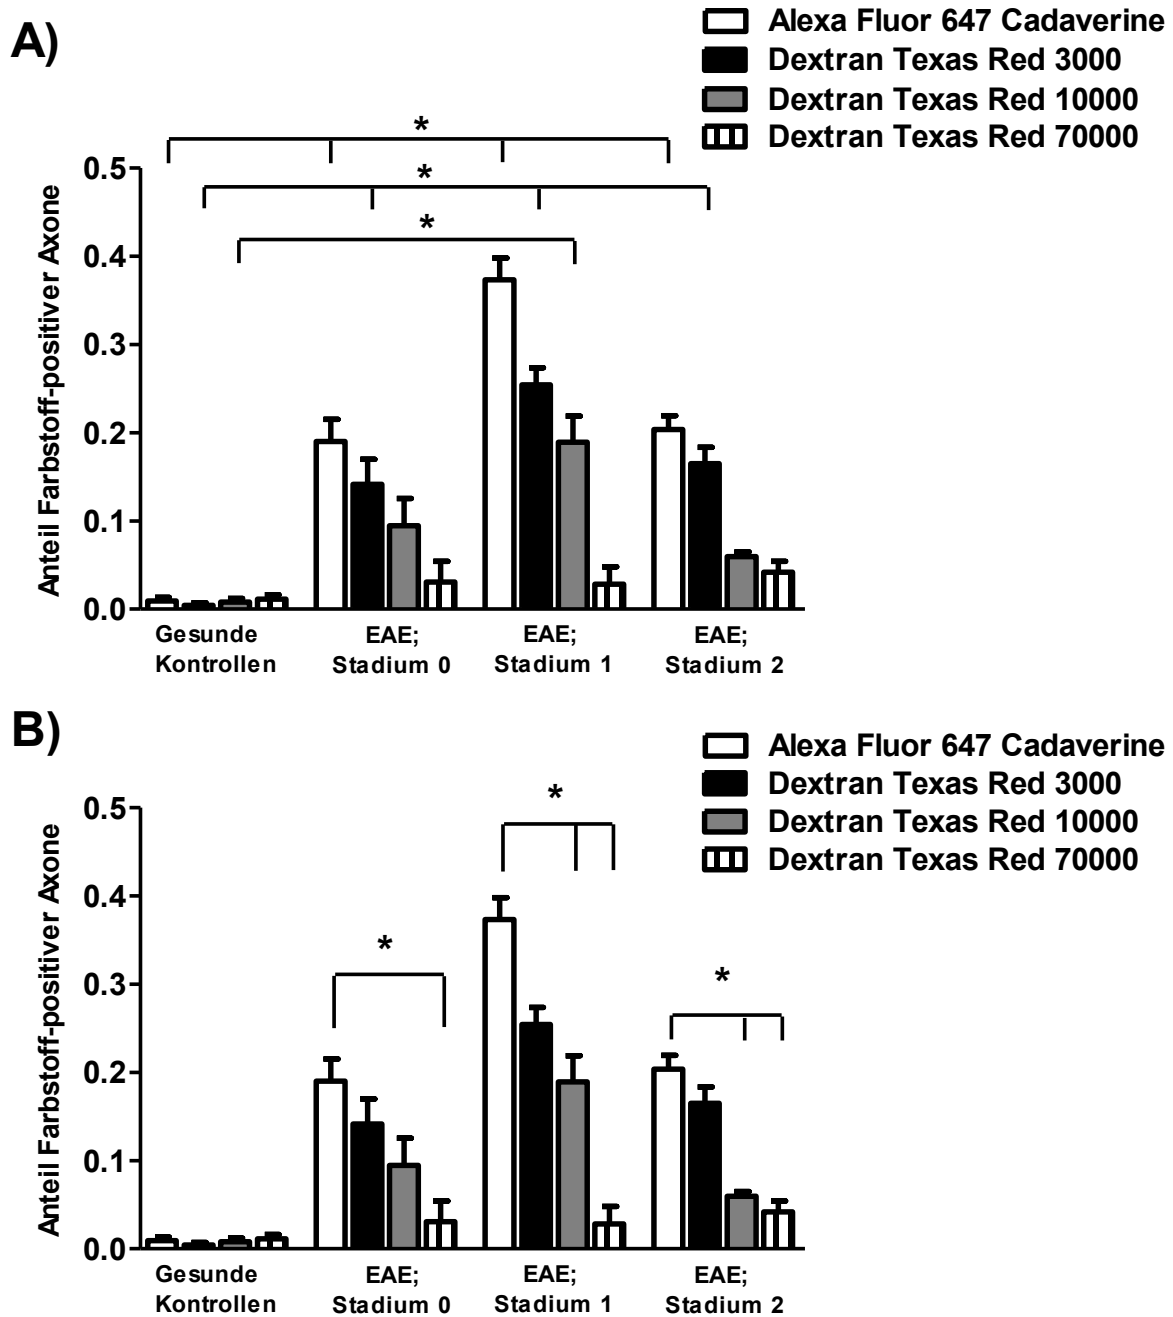 A)
Alexa Fluor 647 Cadaverine
Dextran Texas Red 3000
Dextran Texas Red 10000
Dextran Texas Red 70000
*
*
*
Anteil Farbstoff-positiver Axone
0.5
0.4
0.3
0.2
0.1
0.0
Gesunde
Kontrollen
EAE;
Stadium 0
EAE;
Stadium 1
EAE;
Stadium 2
B)
Alexa Fluor 647 Cadaverine
Dextran Texas Red 3000
Dextran Texas Red 10000
Dextran Texas Red 70000
*
*
*
Anteil Farbstoff-positiver Axone
0.5
0.4
0.3
0.2
0.1
0.0
Gesunde
Kontrollen
EAE;
Stadium 0
EAE;
Stadium 1
EAE;
Stadium 2